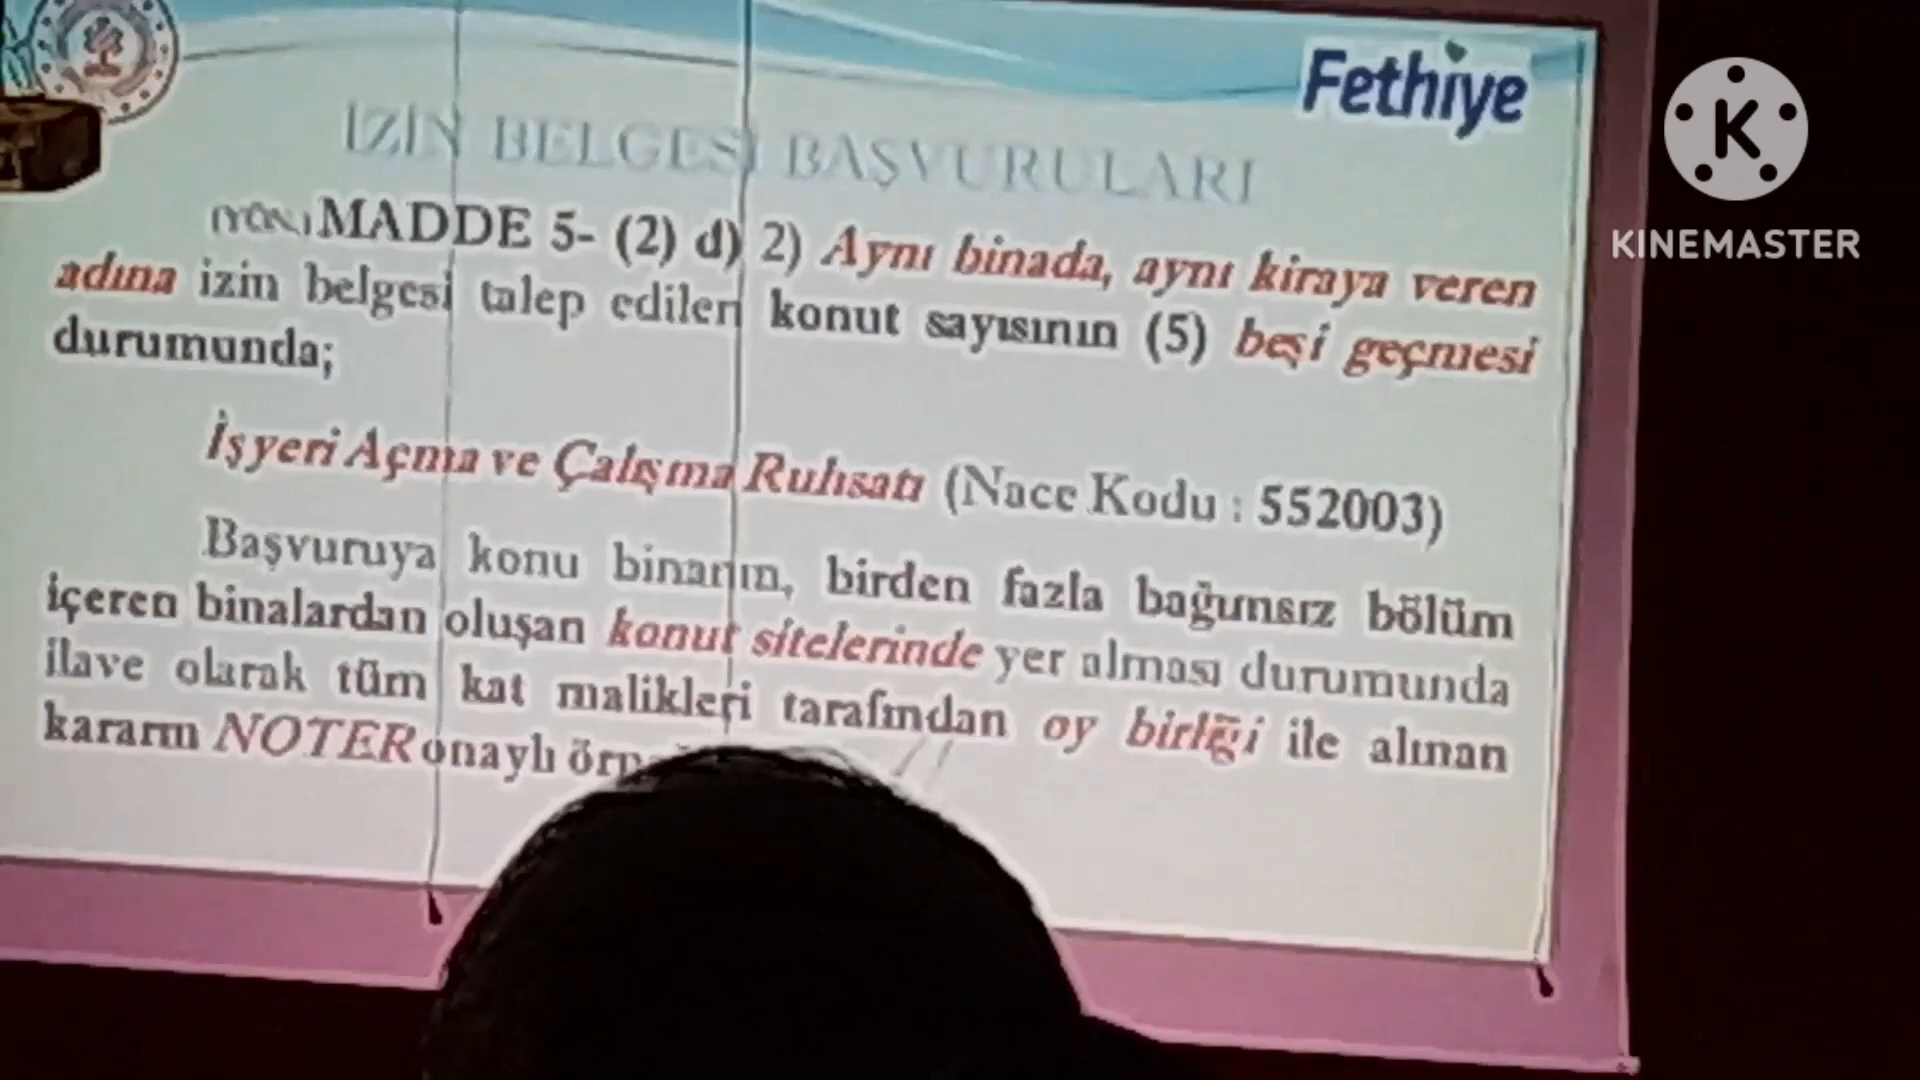 Fethiye
İZİN BELGESİ BAŞVURULARI
MADDE 5- (2) d) 2) Aynı binada, aynı kiraya veren
adına izin belgesi talep edilen konut sayısının (5) beşi geçmesi
durumunda;
İşyeri Açma ve Çalışma Ruhsatı (Nace Kodu : 552003)
Başvuruya konu binanın, birden fazla bağımsız bölüm
içeren binalardan oluşan konut sitelerinde yer alması durumunda
ilave olarak tüm kat malikleri tarafından oy birliği ile alınan
kararın NOTER onaylı
KINEMASTER